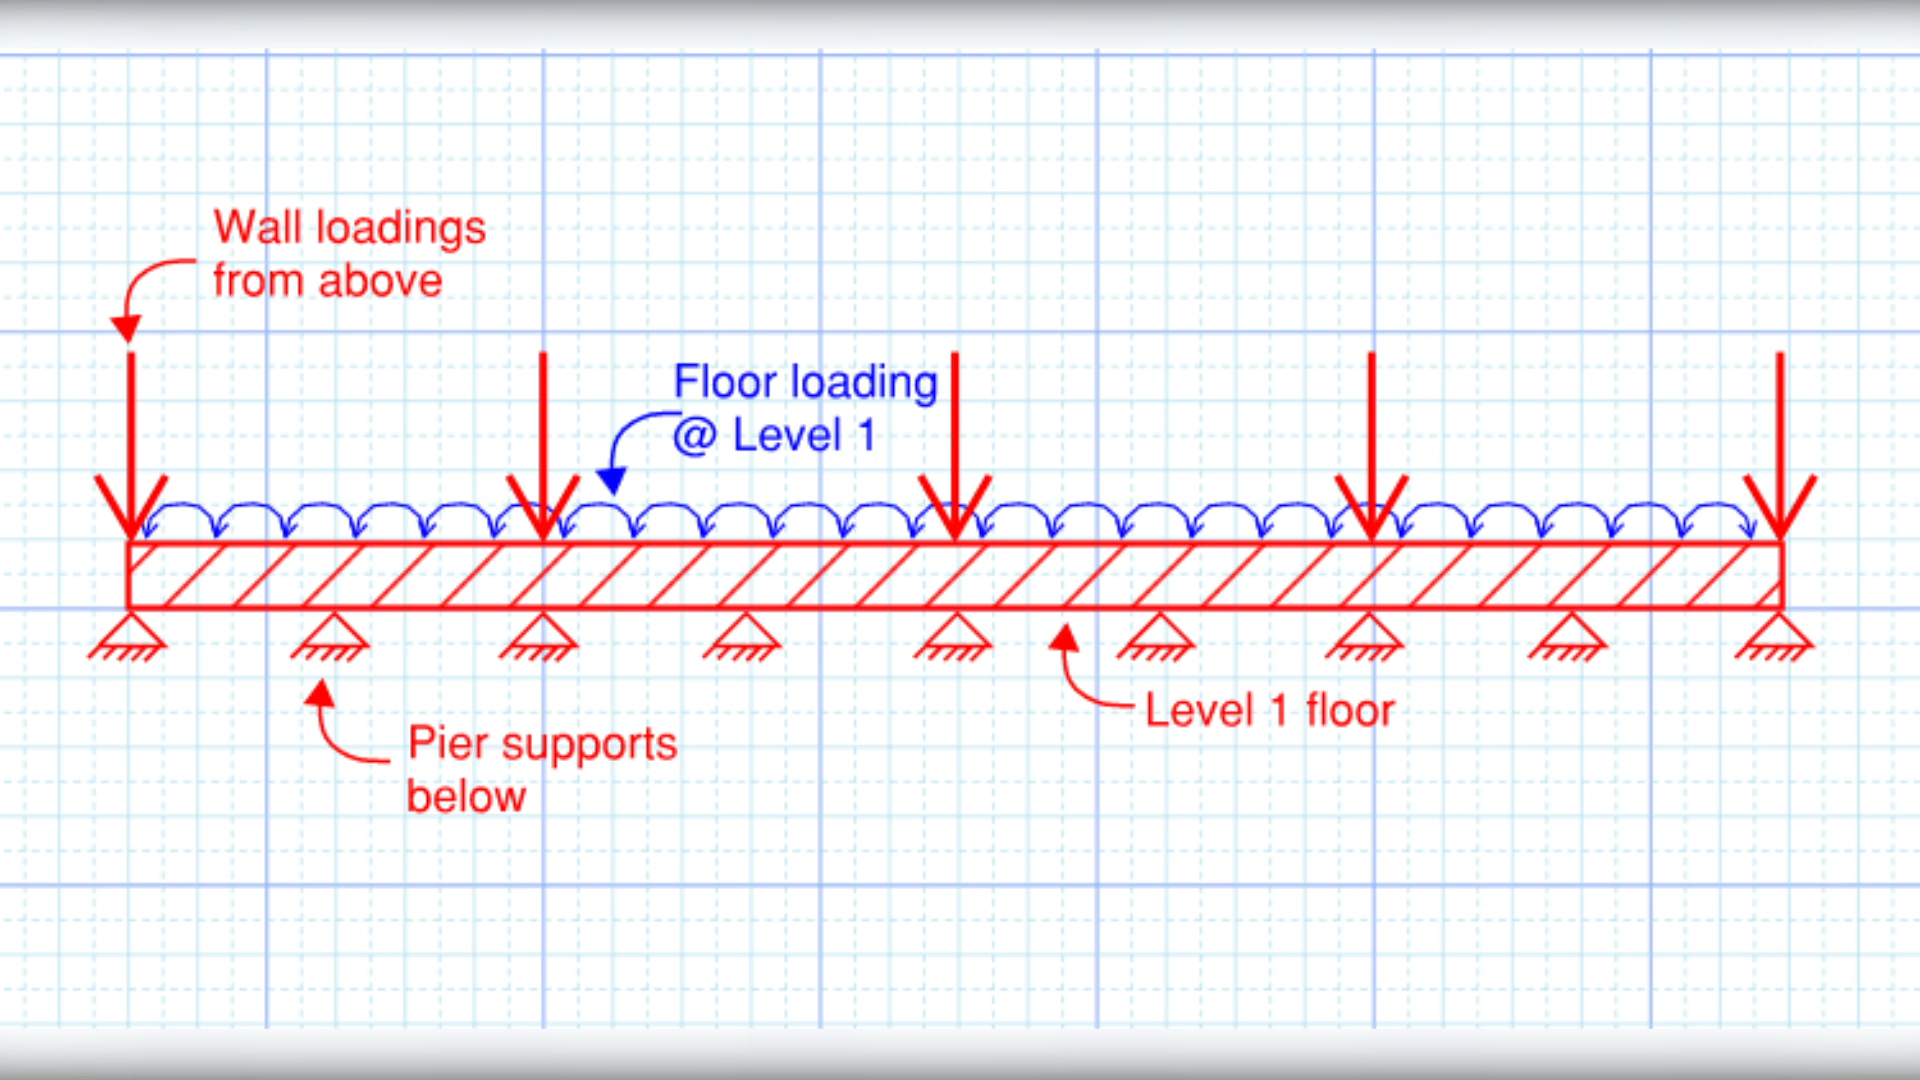 Wall loadings
from above
Floor loading
@ Level 1
Level 1 floor
Pier supports
below